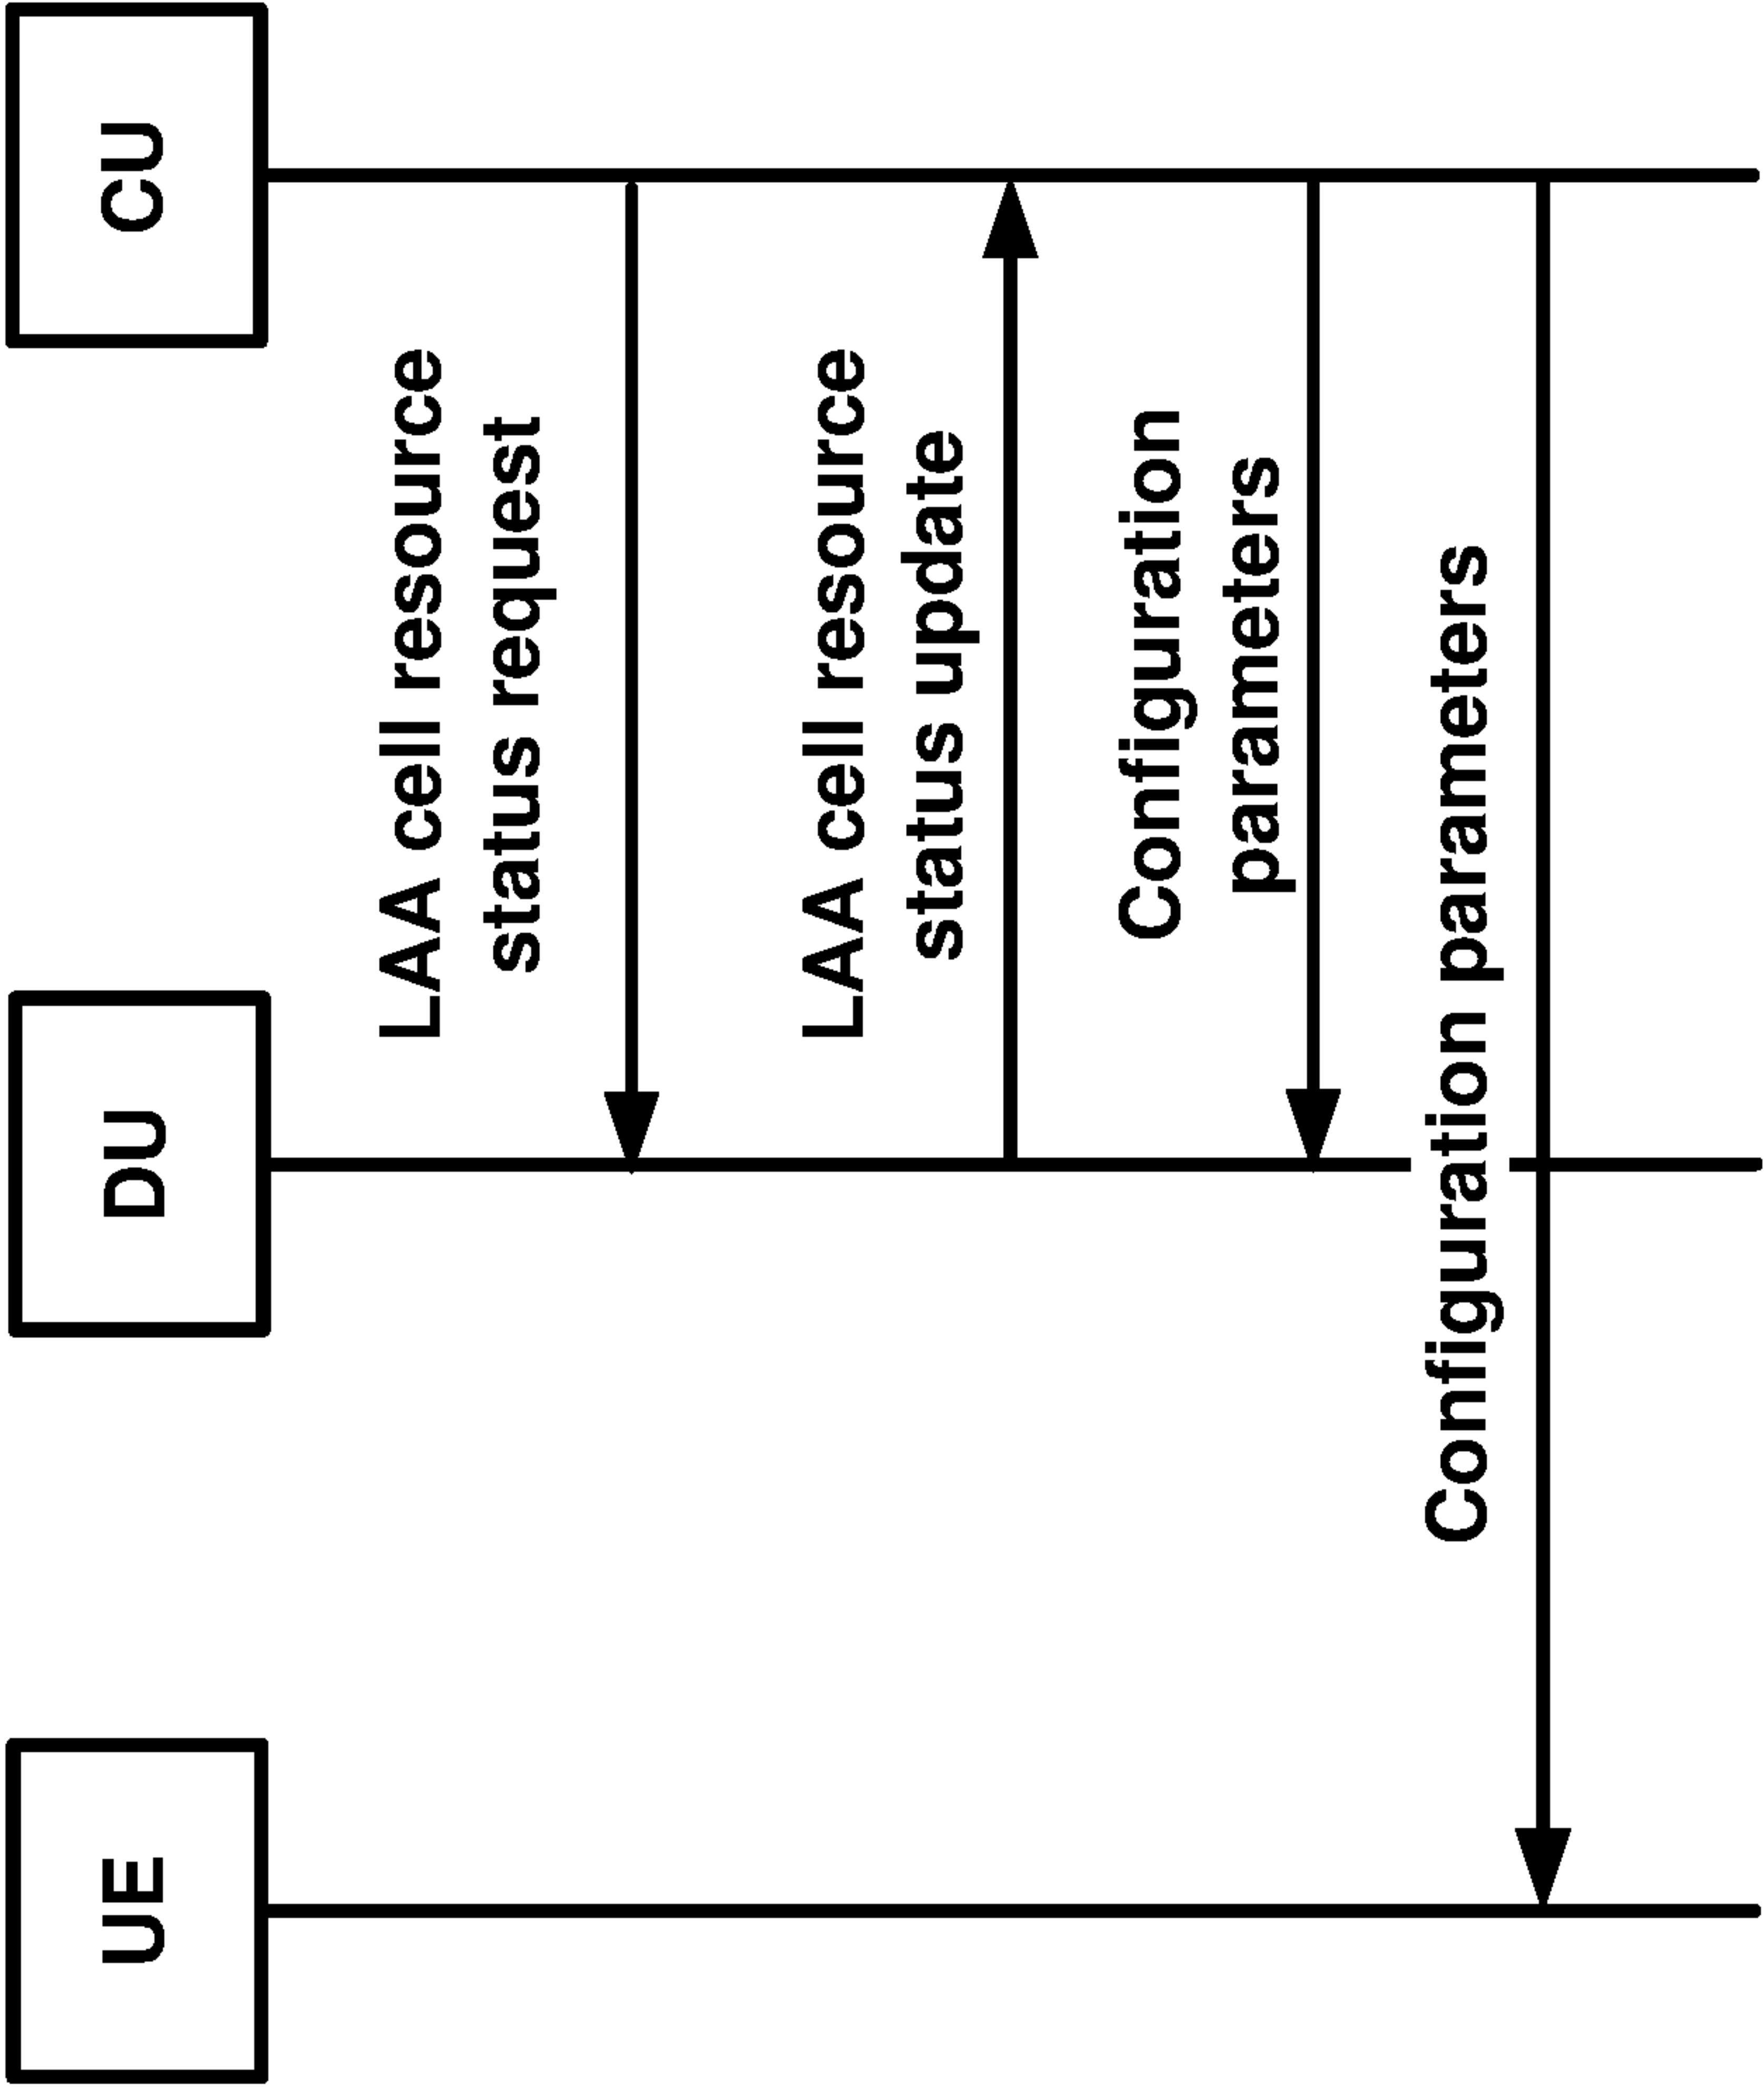 UE
DU
CU
LAA cell resource
status request
LAA cell resource
status update
Configuration
parameters
Configuration parameters